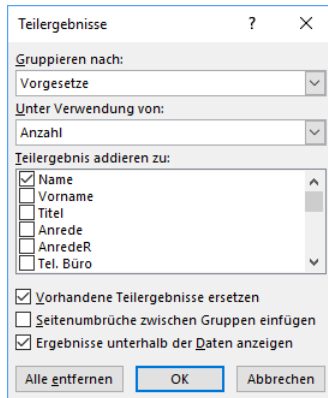 Teilergebnisse ?
Gruppieren nach:
Vorgesetze
Unter Verwendung von:
Anzahl
Teilergebnis addieren zu:
Name
Vorname
Titel
Anrede
AnredeR
Tel. Büro
Vorhandene Teilergebnisse ersetzen
Seitenumbrüche zwischen Gruppen einfügen
Ergebnisse unterhalb der Daten anzeigen
Alle entfernen OK Abbrechen